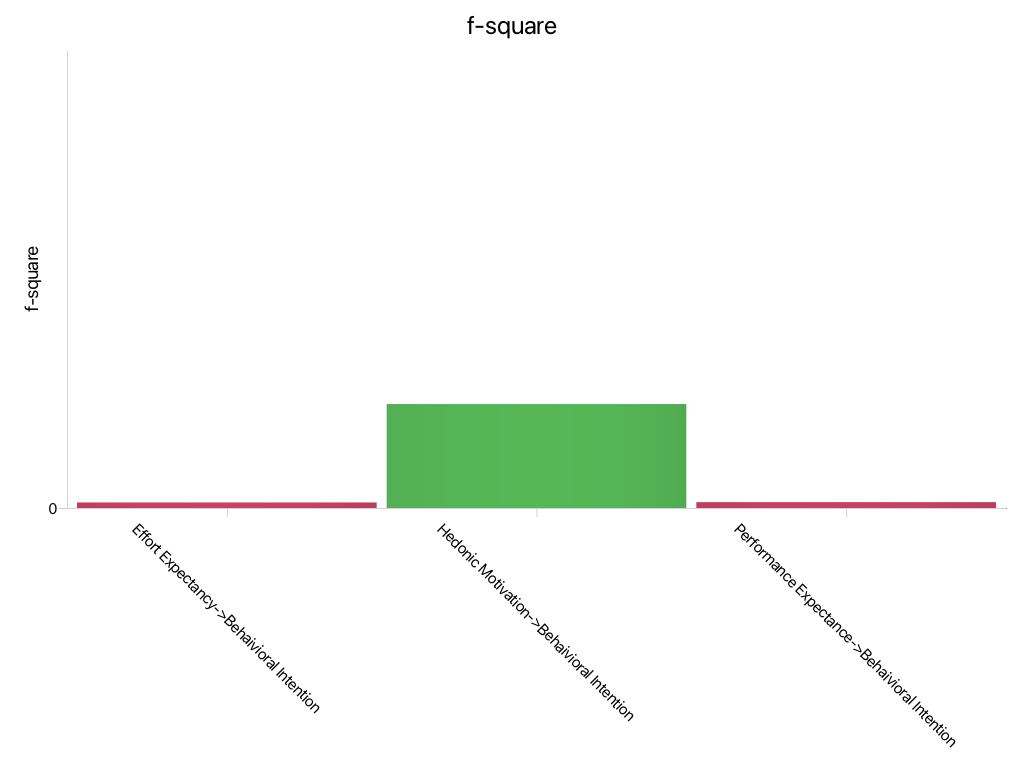 f-square
f-square
0
Effort Expectancy->Behaivioral Intention
Hedonic Motivation->Behaivioral Intention
Performance Expectance->Behaivioral Intention